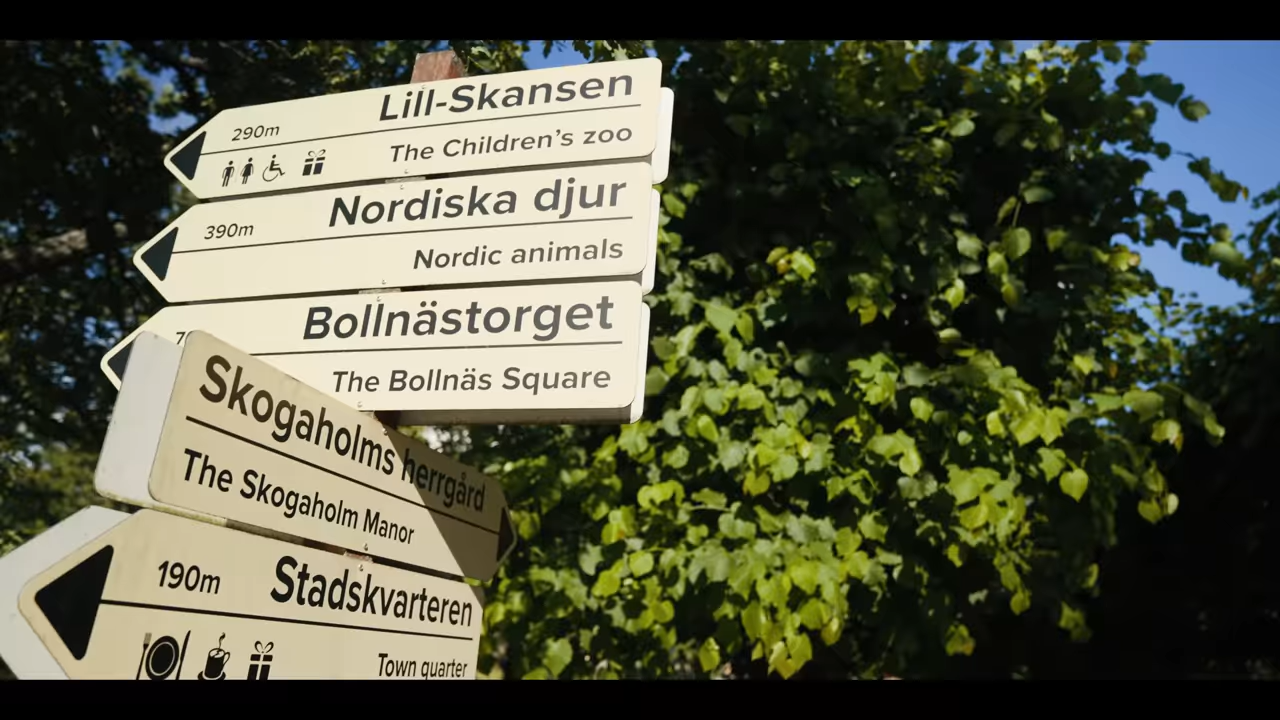 Lill-Skansen
290m
The Children's zoo
Nordiska djur
390m
Nordic animals
Bollnästorget
7
The Bollnäs Square
Skogaholms herrgård
The Skogaholm Manor
190m
Stadskvarteren
Town quarter